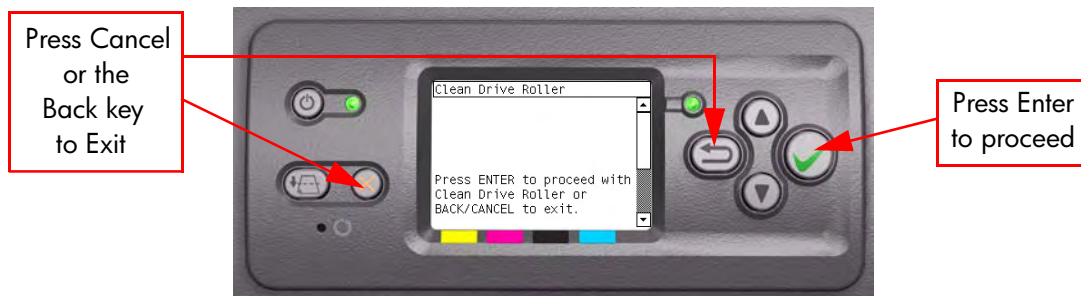 Press Cancel
or the
Back key
to Exit
Clean Drive Roller
Press ENTER to proceed with
Clean Drive Roller or
BACK/CANCEL to exit.
Press Enter
to proceed